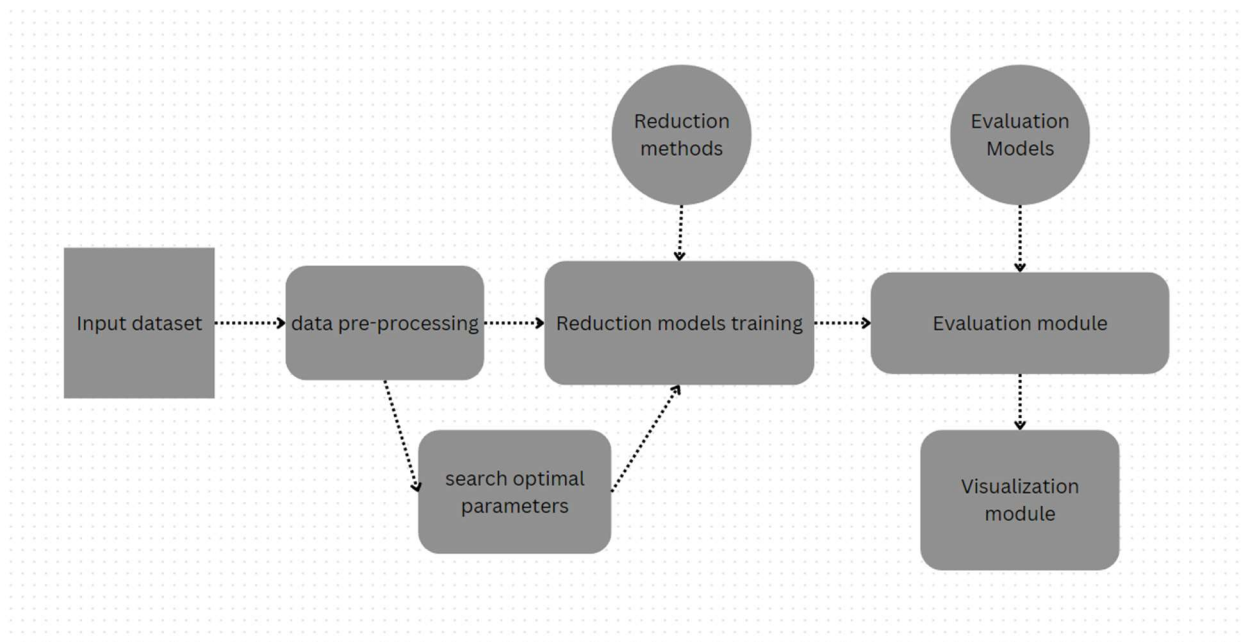 Reduction
methods
Evaluation
Models
Input dataset
data pre-processing
Reduction models training
Evaluation module
search optimal
parameters
Visualization
module